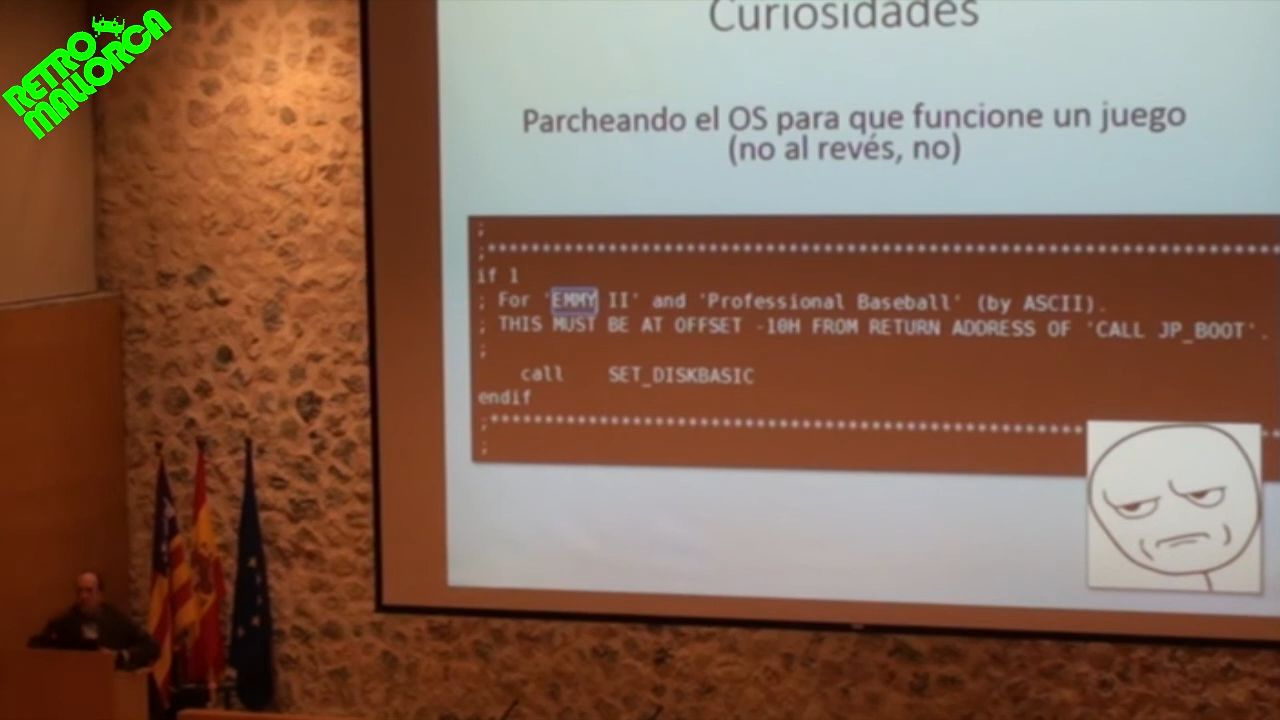 RETRO
MALLORCA
Curiosidades
Parcheando el OS para que funcione un juego
(no al revés, no)
;
;************************************************************************
if 1
; For 'EMMY II' and 'Professional Baseball' (by ASCII).
; THIS MUST BE AT OFFSET -10H FROM RETURN ADDRESS OF 'CALL JP_BOOT'.
;
call SET_DISKBASIC
endif
;************************************************************************
;